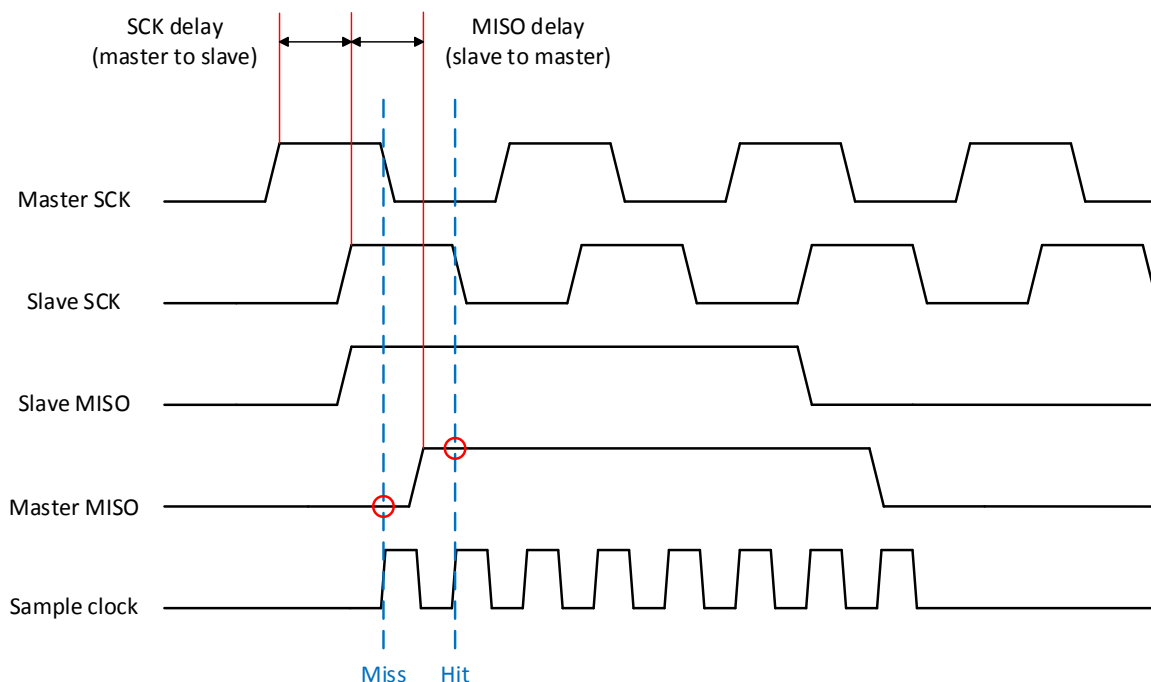 SCK delay
(master to slave)
MISO delay
(slave to master)
Master SCK
Slave SCK
Slave MISO
Master MISO
Sample clock
Miss
Hit